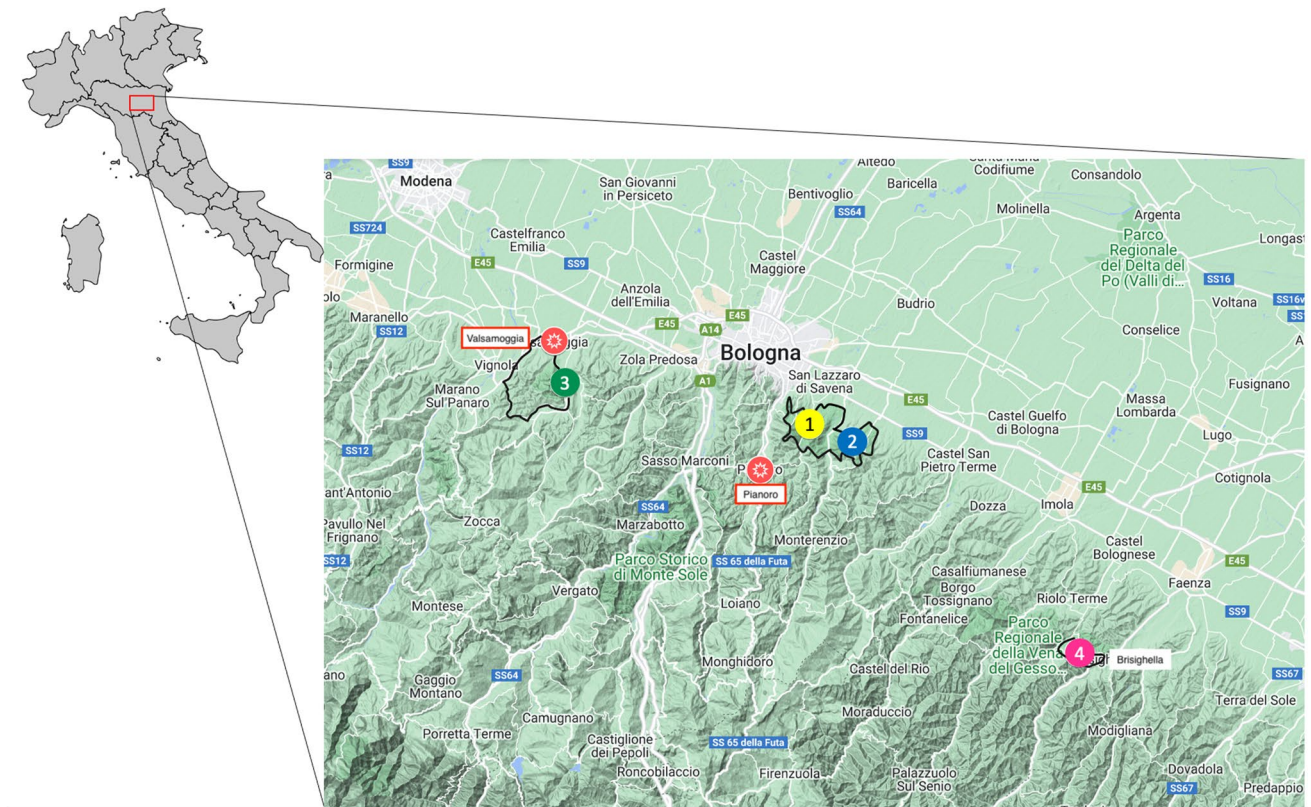 SS9
Altedo
Codifiume
Consandolo
Modena
San Giovanni
in Persiceto
Bentivoglio
Baricella
SS64
Molinella
Argenta
SS724
Castelfranco
Emilia
Parco
Regionale
del Delta del
Po (Valli di...
Longast
Formigine
E45
SS9
Castel
Maggiore
SS16
Anzola
dell'Emilia
Budrio
Voltana
SS16v
Maranello
SS12
E45
A14
E45
Conselice
Valsamoggia
Vignola
Zola Predosa
Bologna
A1
San Lazzaro
di Savena
3
Marano
Sul Panaro
Fusignano
E45
Massa
Lombarda
Castel Guelfo
di Bologna
1
2
SS9
Lugo
SS12
Sasso Marconi
Castel San
Pietro Terme
Pianoro
Cotignola
E45
Imola
Dozza
SS64
Zocca
Marzabotto
Pavullo Nel
Frignano
Monterenzio
Castel
Bolognese
SS12
Parco Storico
di Monte Sole
SS 65 della Futa
E45
Casalfiumanese
Faenza
Vergato
Borgo
Tossignano
Riolo Terme
Montese
Loiano
Fontanelice
SS9
Parco
Regionale
della Vena
del Gesso...
4
Brisighella
Monghidoro
Castel del Rio
Gaggio
Montano
SS64
SS67
Terra del Sole
Camugnano
Moraduccio
Porretta Terme
Modigliana
Castiglione
dei Pepoli
SS 65 della Futa
Roncobilaccio
Firenzuola
Palazzuolo
Sul Senio
Dovadola
SS67
Predappio